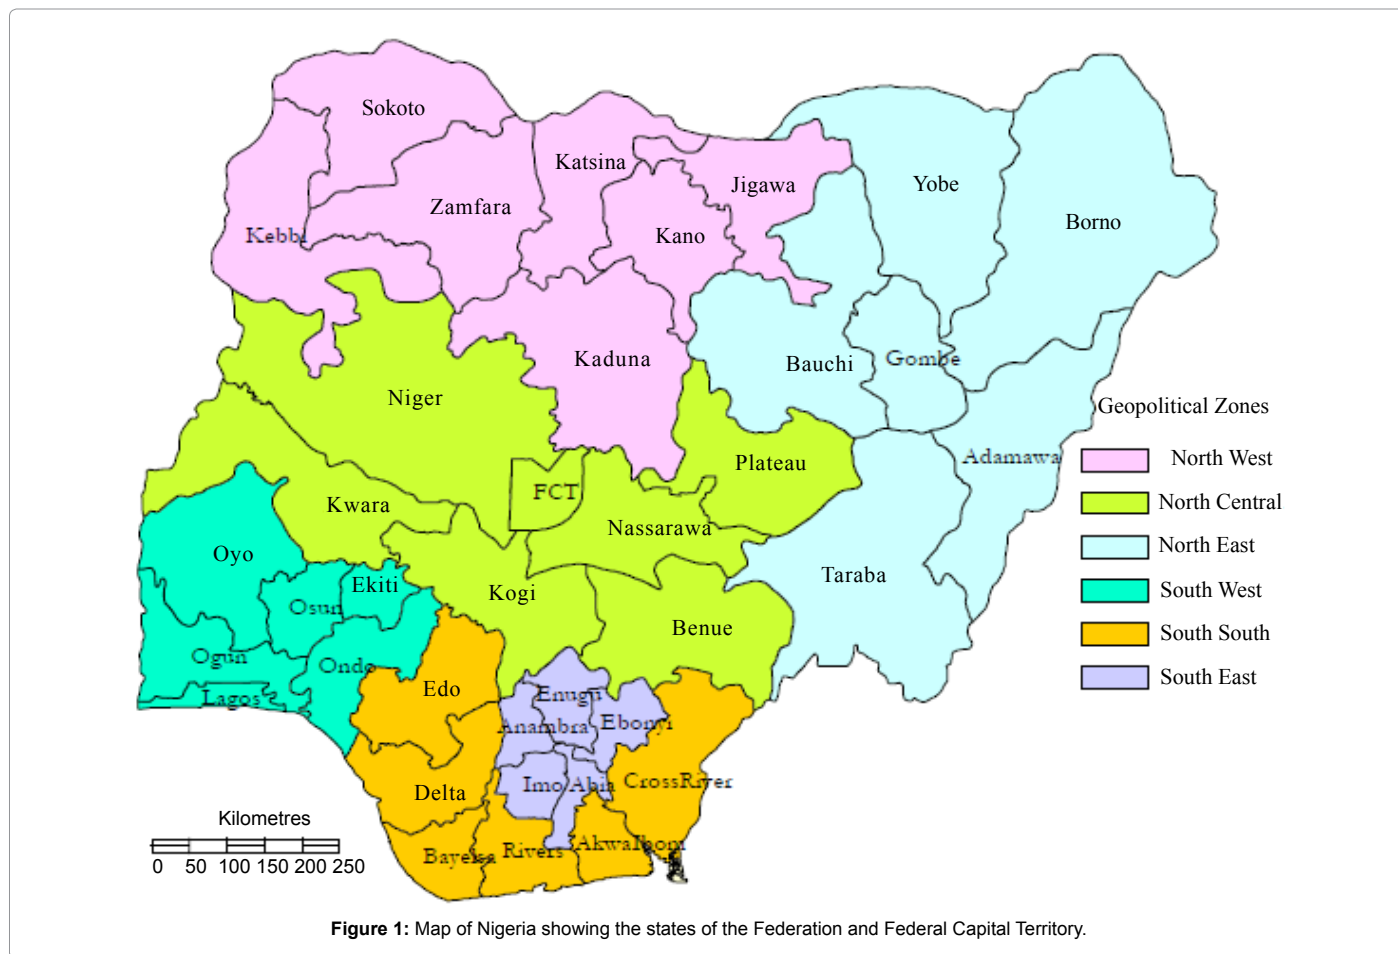 Sokoto
Katsina
Jigawa
Yobe
Zamfara
Kebbi
Kano
Borno
Kaduna
Bauchi
Gombe
Niger
Geopolitical Zones
Plateau
Adamawa
North West
FCT
Kwara
Nassarawa
North Central
Oyo
Ekiti
Taraba
North East
Osun
Kogi
South West
Benue
South South
Ogun
Ondo
Lagos
Edo
Enugu
South East
Anambra
Ebonyi
Imo
Abia
CrossRiver
Delta
Kilometres
0 50 100 150 200 250
Bayelsa
Rivers
AkwaIbom
Figure 1: Map of Nigeria showing the states of the Federation and Federal Capital Territory.